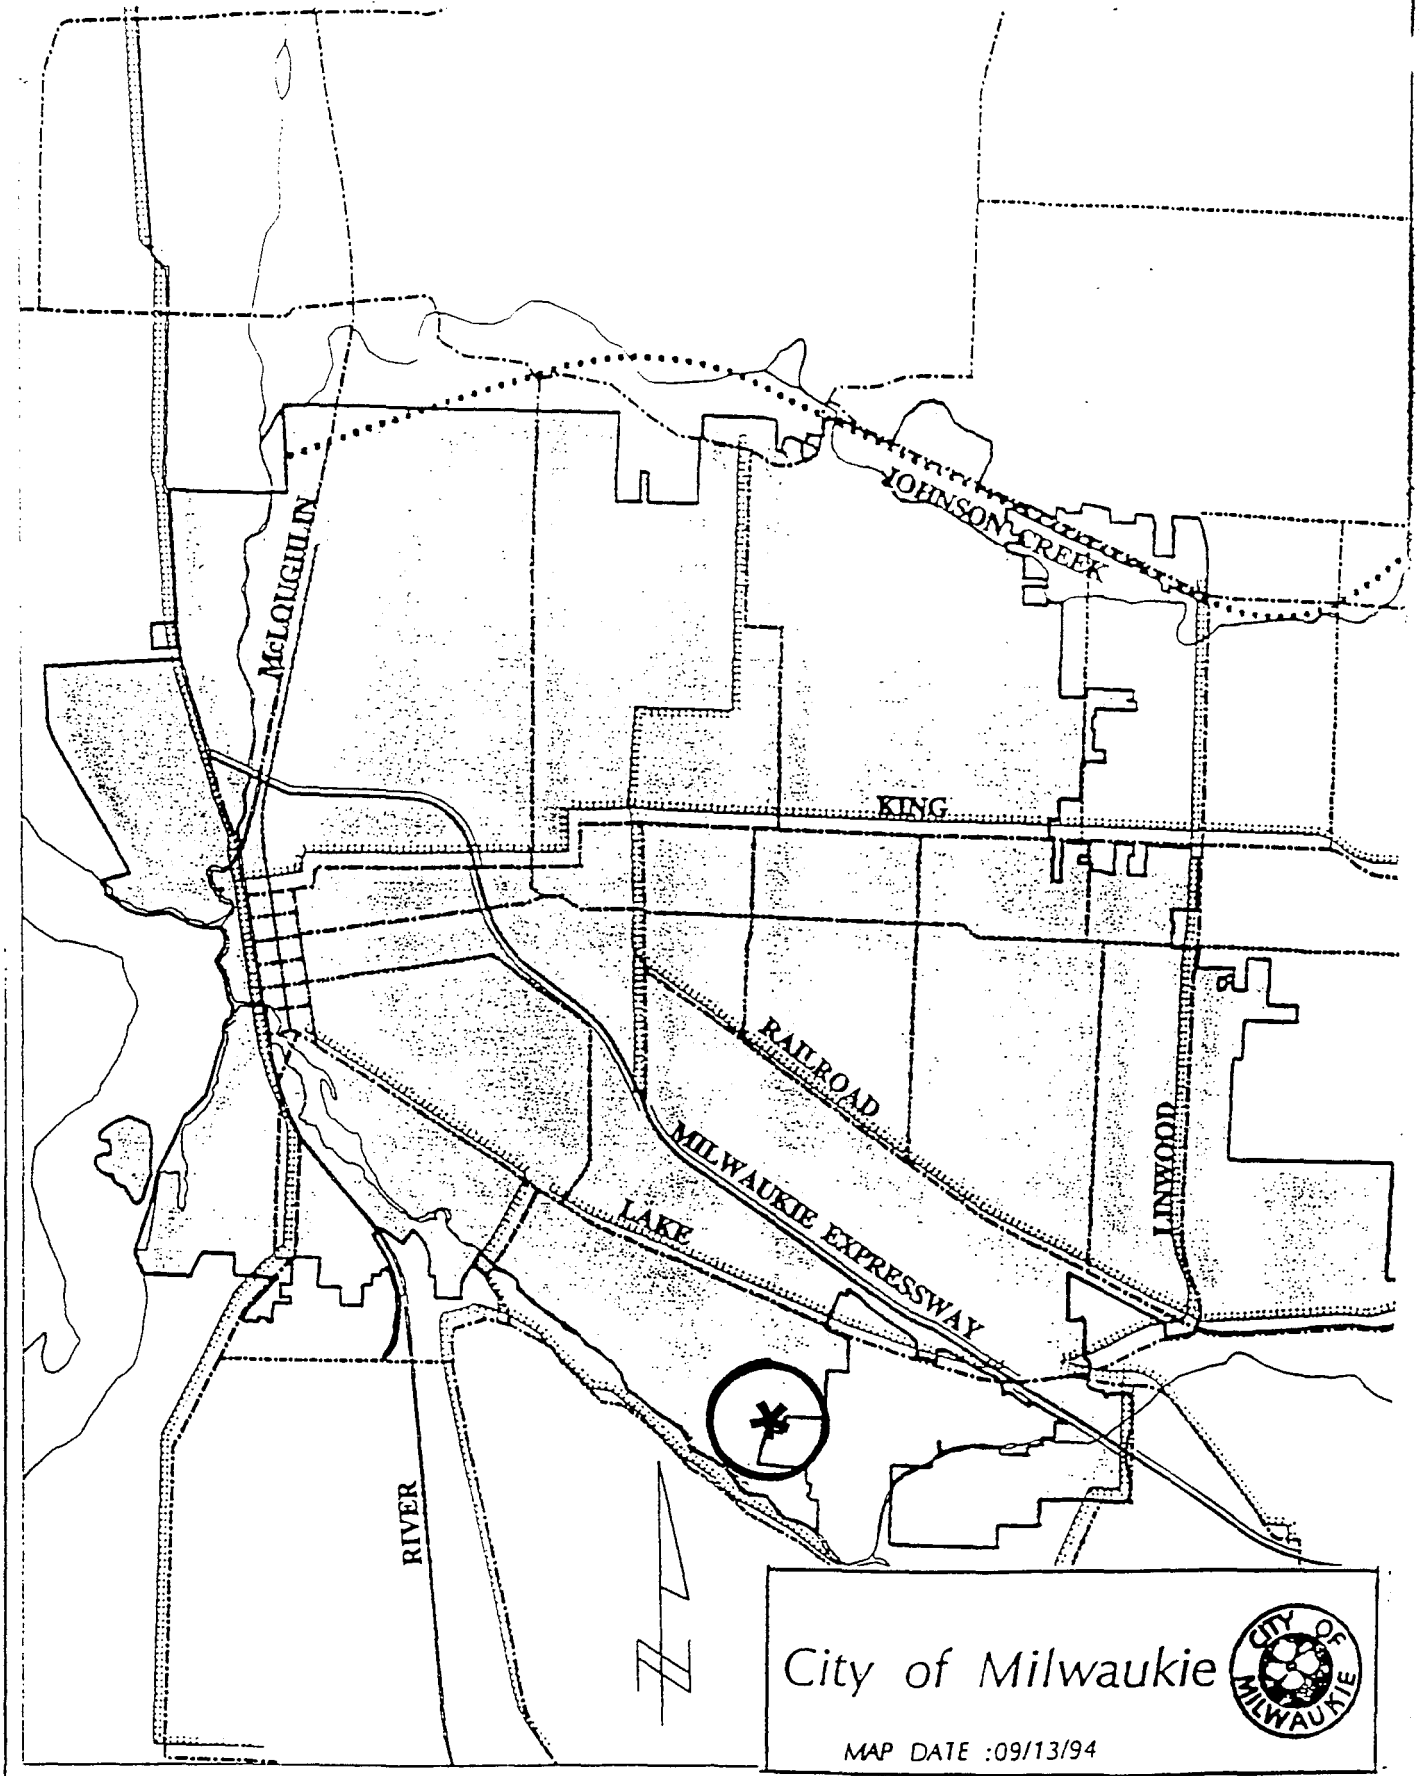 JOHNSON CREEK
McLOUGHLIN
KING
RAILROAD
MILWAUKIE EXPRESSWAY
LINWOOD
LAKE
RIVER
N
City of Milwaukie
CITY OF
MILWAUKIE
MAP DATE :09/13/94